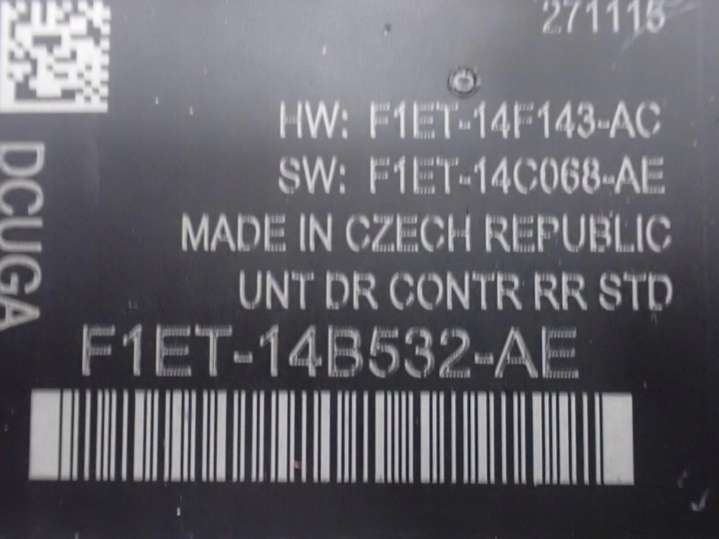 271115
HW: F1ET-14F143-AC
SW: F1ET-14C068-AE
MADE IN CZECH REPUBLIC
UNT DR CONTR RR STD
F1ET-14B532-AE
DCUGA